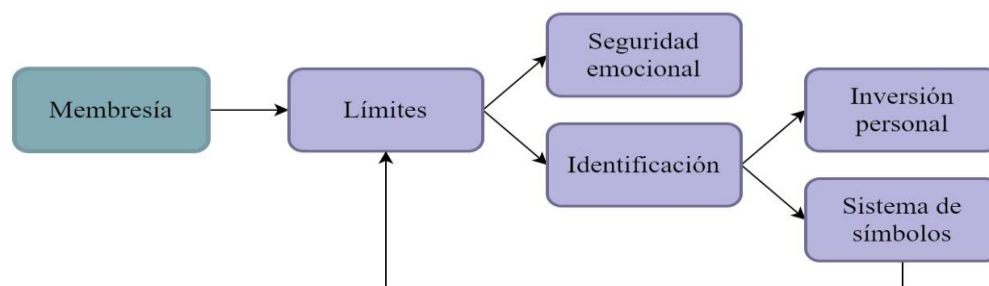 Membresía
Límites
Seguridad
emocional
Identificación
Inversión
personal
Sistema de
símbolos